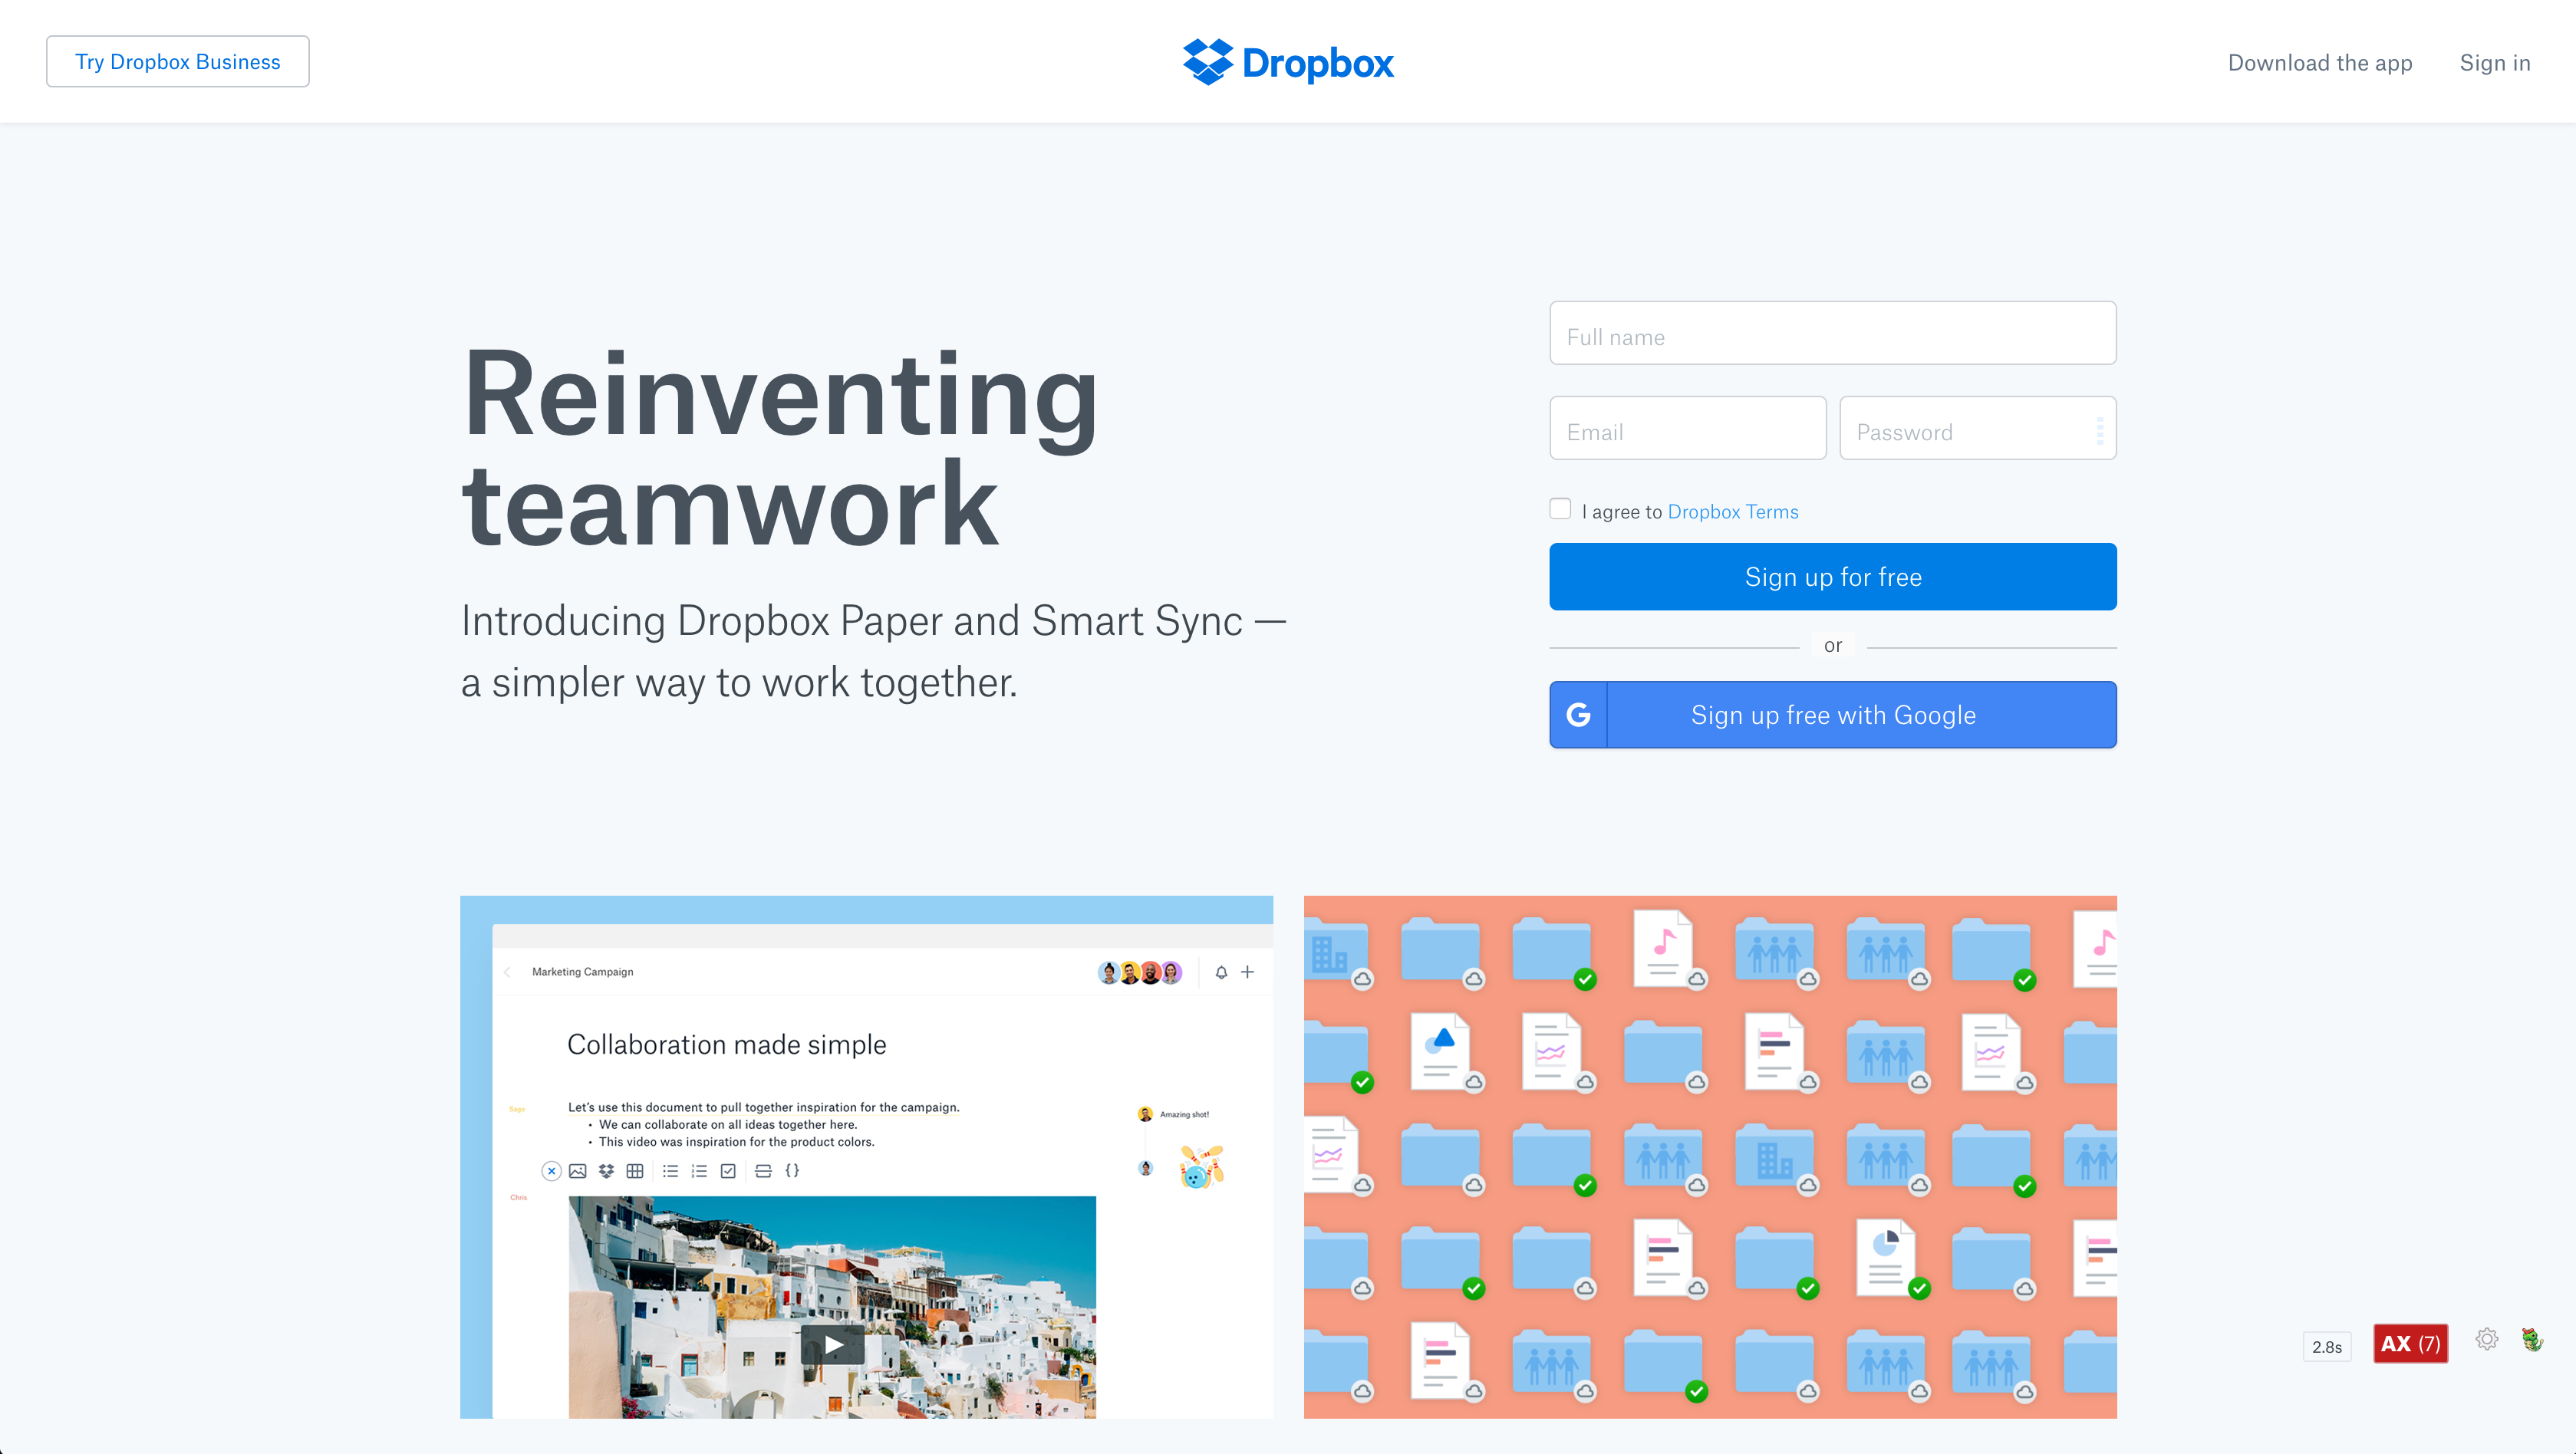 Try Dropbox Business
Dropbox
Download the app
Sign in
Reinventing
teamwork
Introducing Dropbox Paper and Smart Sync —
a simpler way to work together.
Full name
Email
Password
I agree to Dropbox Terms
Sign up for free
or
G
Sign up free with Google
Marketing Campaign
Collaboration made simple
Sage
Let's use this document to pull together inspiration for the campaign.
• We can collaborate on all ideas together here.
• This video was inspiration for the product colors.
Amazing shot!
Chris
2.8s
AX (7)